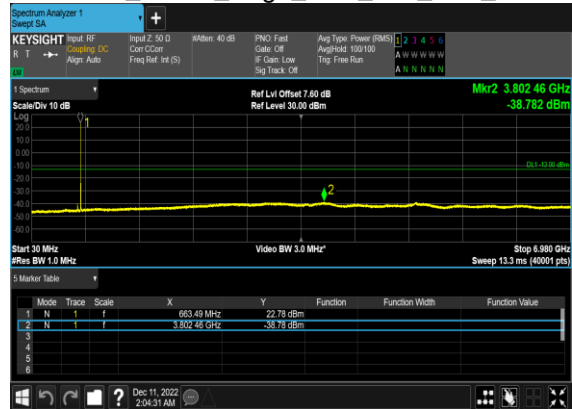 Spectrum Analyzer 1
Swept SA
+
KEYSIGHT
R T
Input: RF
Coupling: DC
Align: Auto
Input Z: 50 Ω
Corr CCorr
Freq Ref: Int (S)
#Atten: 40 dB
PNO: Fast
Gate: Off
IF Gain: Low
Sig Track: Off
Avg Type: Power (RMS)
Avg|Hold: 100/100
Trig: Free Run
1 2 3 4 5 6
A W W W W W
A N N N N N
1 Spectrum
Scale/Div 10 dB
Ref Lvl Offset 7.60 dB
Ref Level 30.00 dBm
Mkr2 3.802 46 GHz
-38.782 dBm
Log
20.0
10.0
0.00
-10.0
-20.0
-30.0
-40.0
-50.0
-60.0
1
2
DL1 -13.00 dBm
Start 30 MHz
#Res BW 1.0 MHz
Video BW 3.0 MHz*
Stop 6.980 GHz
Sweep 13.3 ms (40001 pts)
5 Marker Table
Mode Trace Scale X Y Function Function Width Function Value
1 N 1 f 663.49 MHz 22.78 dBm
2 N 1 f 3.802 46 GHz -38.78 dBm
3
4
5
6
?
Dec 11, 2022
2:04:31 AM